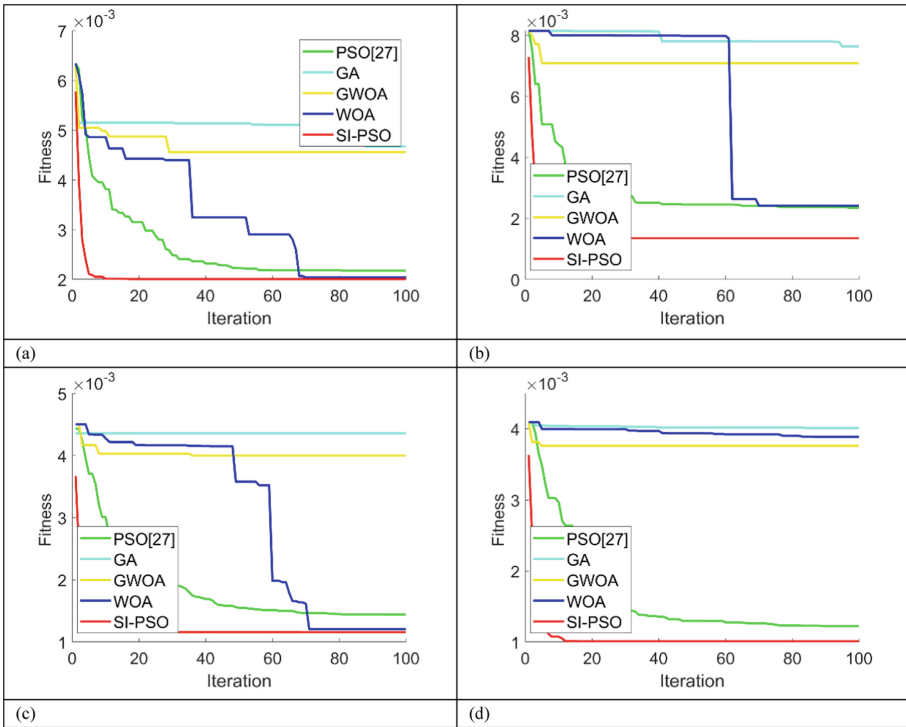 ×10⁻³
7
6
5
4
3
2
Fitness
0 20 40 60 80 100
Iteration
PSO[27]
GA
GWOA
WOA
SI-PSO
(a)
×10⁻³
8
6
4
2
0
Fitness
0 20 40 60 80 100
Iteration
PSO[27]
GA
GWOA
WOA
SI-PSO
(b)
×10⁻³
5
4
3
2
1
Fitness
0 20 40 60 80 100
Iteration
PSO[27]
GA
GWOA
WOA
SI-PSO
(c)
×10⁻³
4
3
2
1
Fitness
0 20 40 60 80 100
Iteration
PSO[27]
GA
GWOA
WOA
SI-PSO
(d)